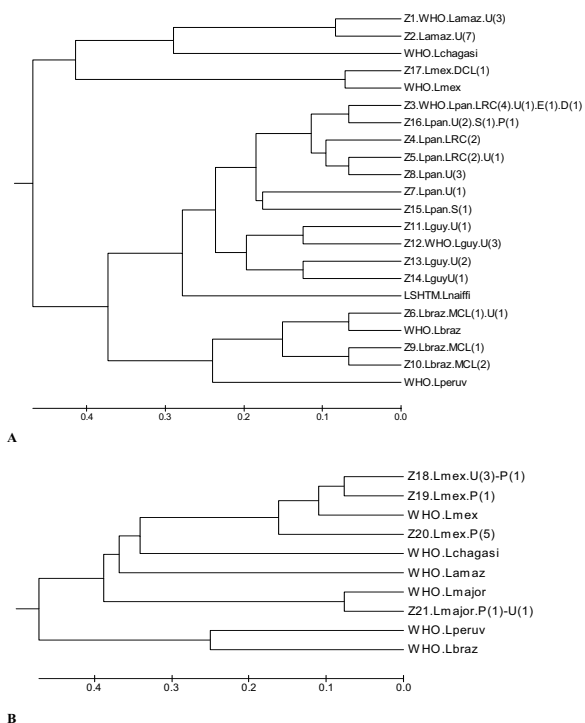 Z1.WHO.Lamaz.U(3)
Z2.Lamaz.U(7)
WHO.Lchagasi
Z17.Lmex.DCL(1)
WHO.Lmex
Z3.WHO.Lpan.LRC(4).U(1).E(1).D(1)
Z16.Lpan.U(2).S(1).P(1)
Z4.Lpan.LRC(2)
Z5.Lpan.LRC(2).U(1)
Z8.Lpan.U(3)
Z7.Lpan.U(1)
Z15.Lpan.S(1)
Z11.Lguy.U(1)
Z12.WHO.Lguy.U(3)
Z13.Lguy.U(2)
Z14.LguyU(1)
LSHTM.Lnaiffi
Z6.Lbraz.MCL(1).U(1)
WHO.Lbraz
Z9.Lbraz.MCL(1)
Z10.Lbraz.MCL(2)
WHO.Lperuv
0.4 0.3 0.2 0.1 0.0
A
Z18.Lmex.U(3)-P(1)
Z19.Lmex.P(1)
WHO.Lmex
Z20.Lmex.P(5)
WHO.Lchagasi
WHO.Lamaz
WHO.Lmajor
Z21.Lmajor.P(1)-U(1)
WHO.Lperuv
WHO.Lbraz
0.4 0.3 0.2 0.1 0.0
B